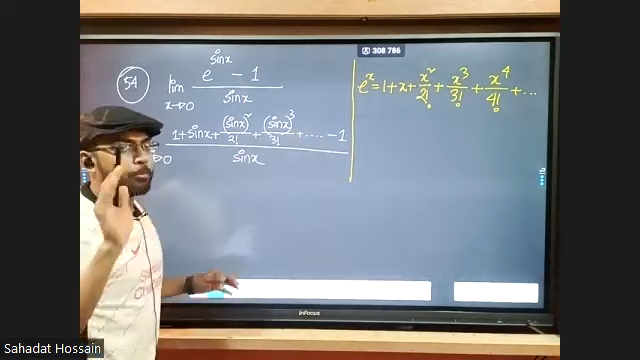 308 786
54
lim x→0 (e^sinx - 1) / sinx
→0 (1 + sinx + (sinx)²/2! + (sinx)³/3! + .... - 1) / sinx
e^x = 1 + x + x²/2! + x³/3! + x⁴/4! + ...
InFocus
Sahadat Hossain